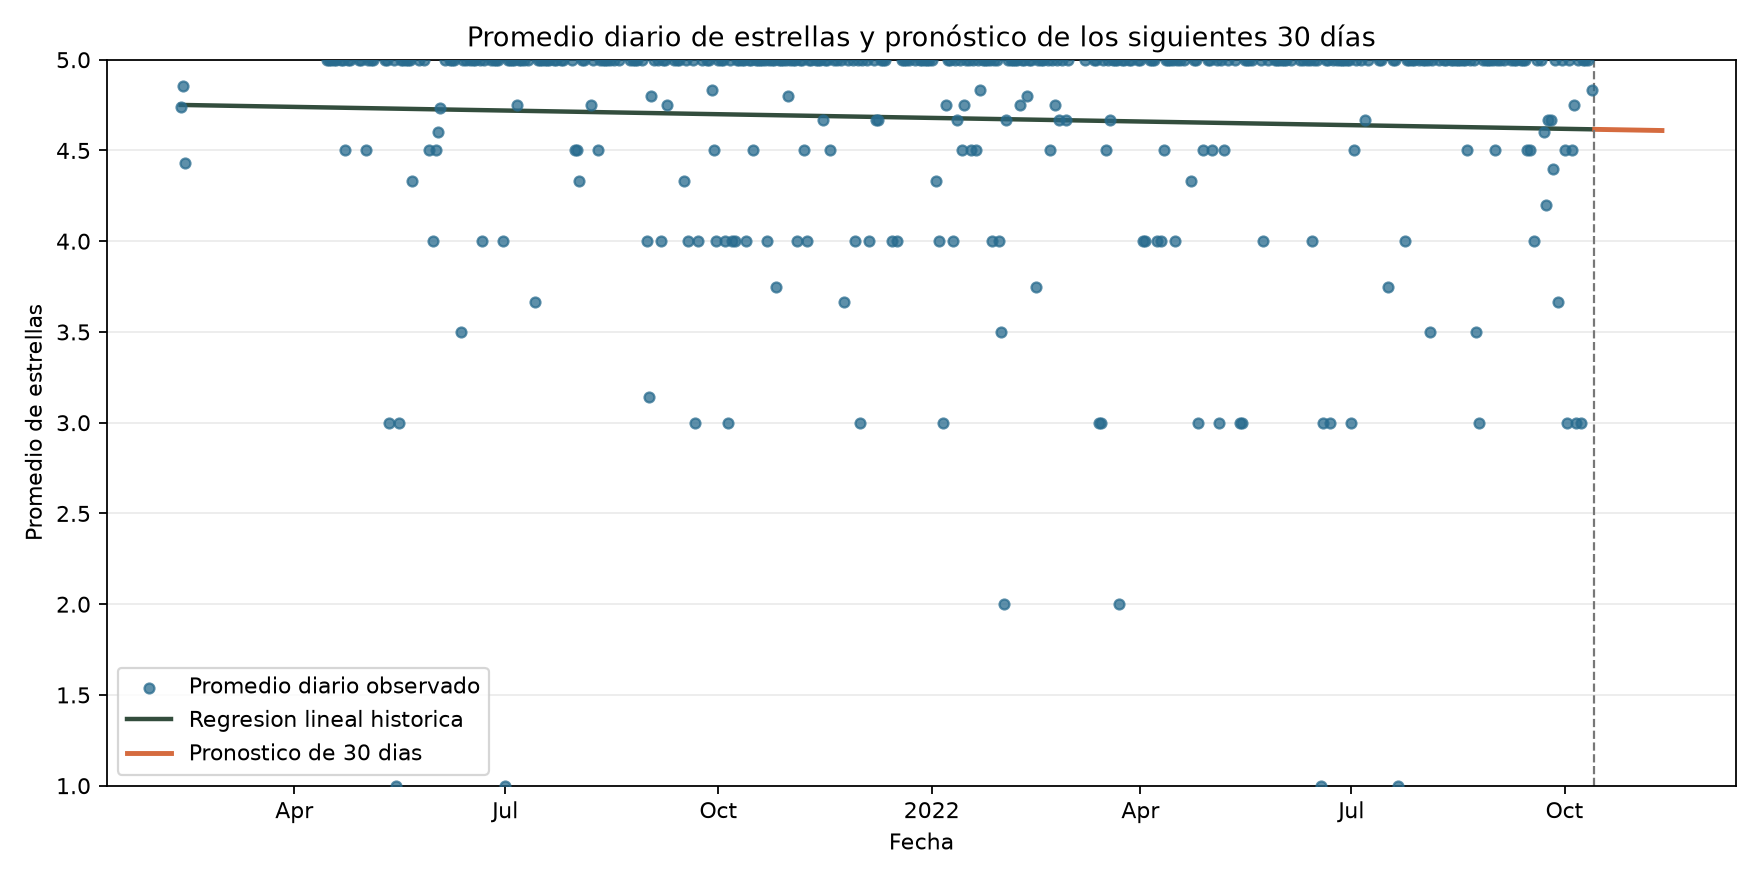 Promedio diario de estrellas y pronóstico de los siguientes 30 días
Promedio de estrellas
5.0
4.5
4.0
3.5
3.0
2.5
2.0
1.5
1.0
Promedio diario observado
Regresion lineal historica
Pronostico de 30 dias
Apr Jul Oct 2022 Apr Jul Oct
Fecha